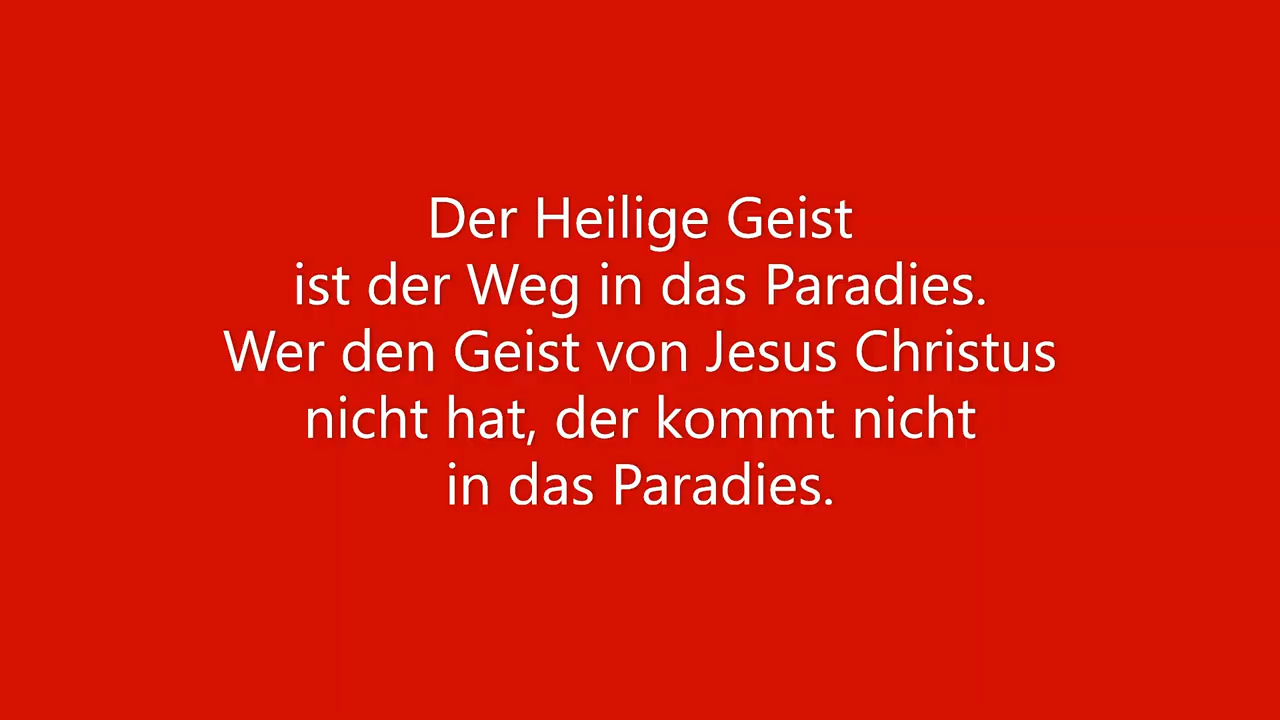 Der Heilige Geist
ist der Weg in das Paradies.
Wer den Geist von Jesus Christus
nicht hat, der kommt nicht
in das Paradies.